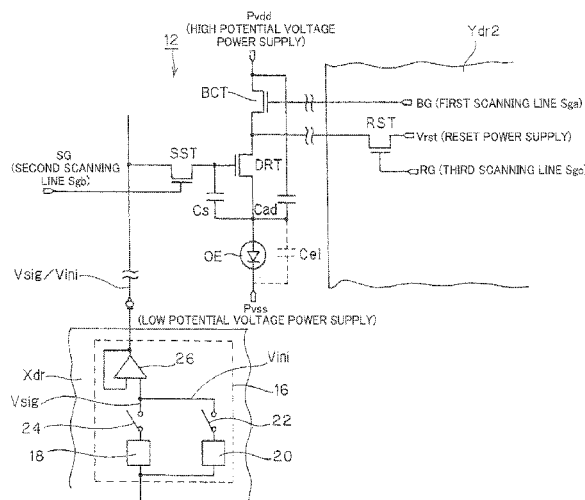 Pvdd
(HIGH POTENTIAL VOLTAGE
POWER SUPPLY)
Ydr2
12
BCT
BG (FIRST SCANNING LINE Sga)
RST
Vrst (RESET POWER SUPPLY)
SG
(SECOND SCANNING
LINE Sgb)
SST
DRT
RG (THIRD SCANNING LINE Sgc)
Cs
Cad
OE
Cel
Vsig/Vini
Pvss
(LOW POTENTIAL VOLTAGE POWER SUPPLY)
26
Vini
Xdr
16
Vsig
24
22
18
20